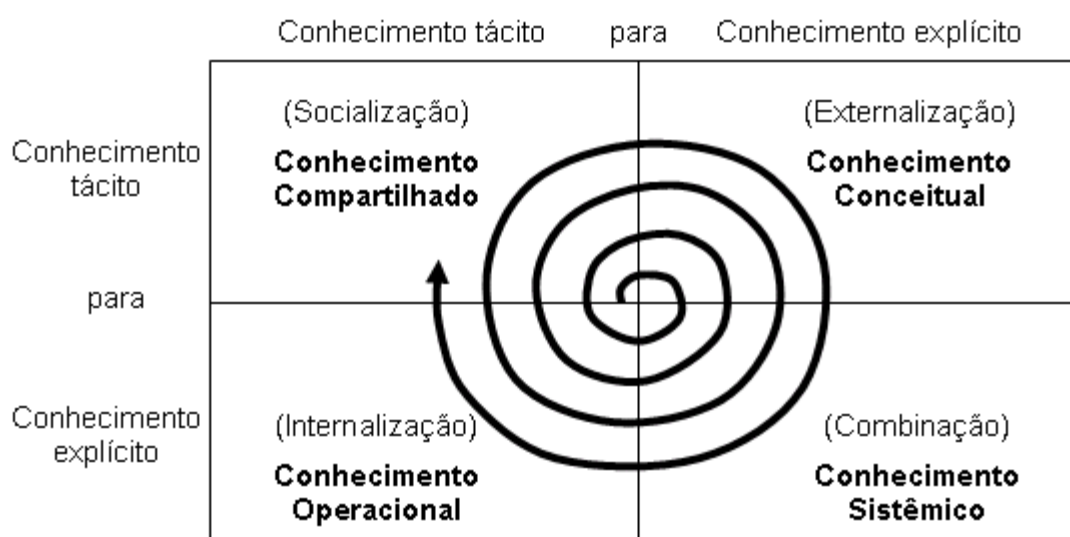 Conhecimento tácito para Conhecimento explícito
Conhecimento
tácito
(Socialização)
Conhecimento
Compartilhado
(Externalização)
Conhecimento
Conceitual
para
Conhecimento
explícito
(Internalização)
Conhecimento
Operacional
(Combinação)
Conhecimento
Sistêmico